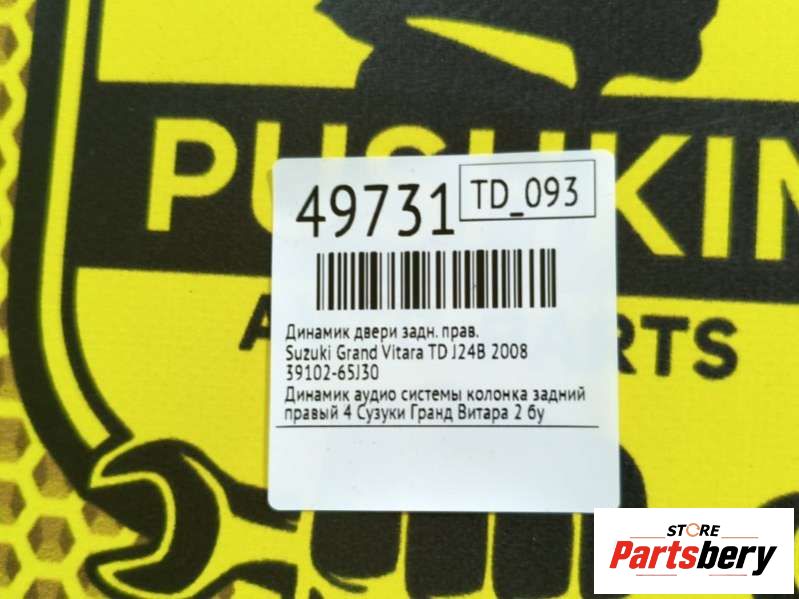 PUSHKIN
49731
TD_093
Динамик двери задн. прав.
Suzuki Grand Vitara TD J24B 2008
39102-65J30
Динамик аудио системы колонка задний
правый 4 Сузуки Гранд Витара 2 бу
STORE
Partsbery